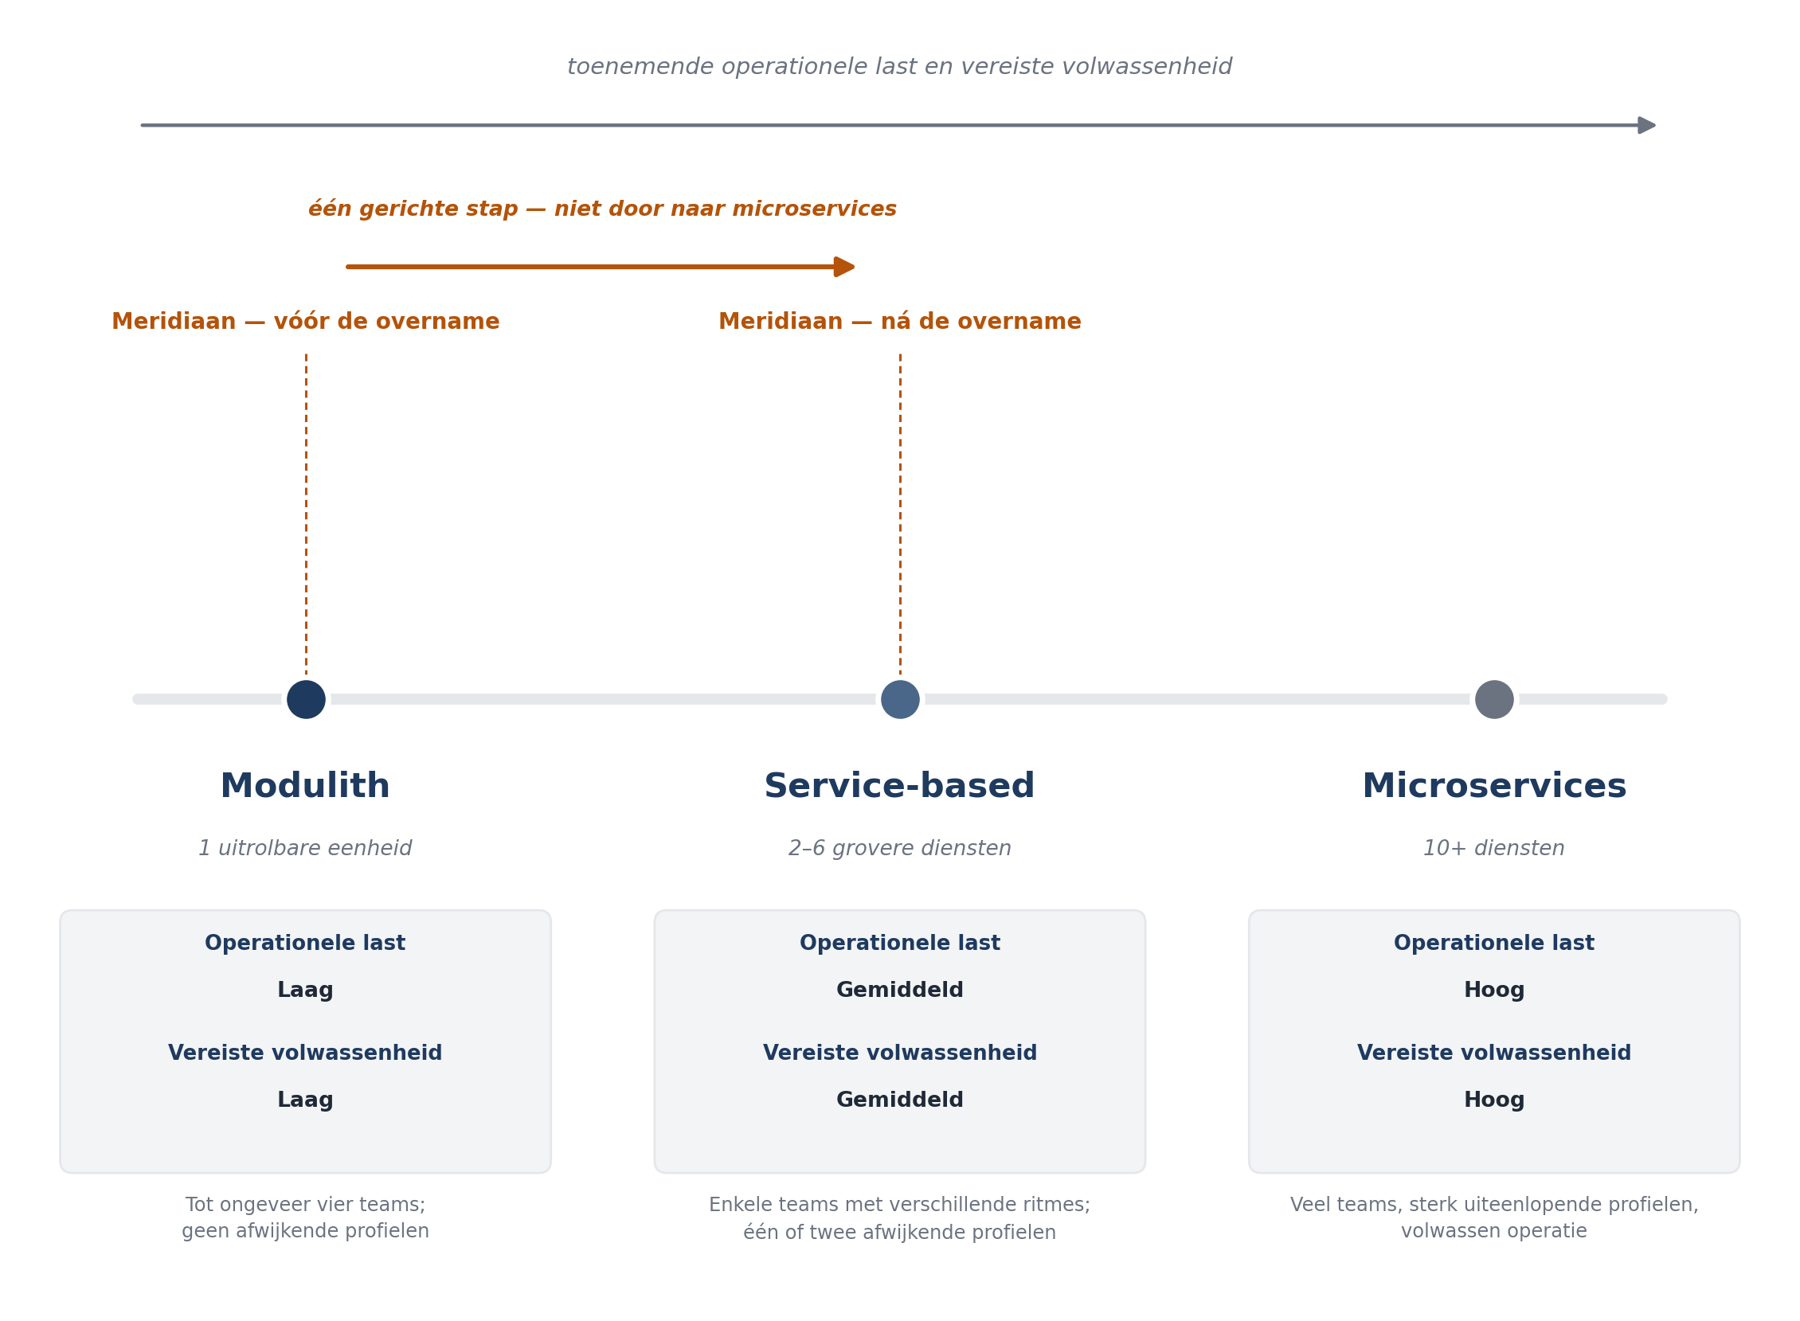 toenemende operationele last en vereiste volwassenheid
één gerichte stap — niet door naar microservices
Meridiaan — vóór de overname
Meridiaan — ná de overname
Modulith
Service-based
Microservices
1 uitrolbare eenheid
2–6 grovere diensten
10+ diensten
Operationele last
Laag
Vereiste volwassenheid
Laag
Operationele last
Gemiddeld
Vereiste volwassenheid
Gemiddeld
Operationele last
Hoog
Vereiste volwassenheid
Hoog
Tot ongeveer vier teams;
geen afwijkende profielen
Enkele teams met verschillende ritmes;
één of twee afwijkende profielen
Veel teams, sterk uiteenlopende profielen,
volwassen operatie